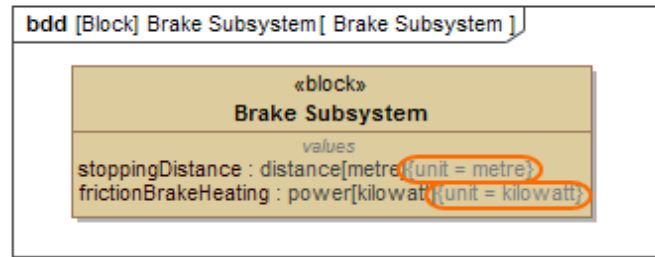 bdd [Block] Brake Subsystem[ Brake Subsystem ]
«block»
Brake Subsystem
values
stoppingDistance : distance[metre]{unit = metre}
frictionBrakeHeating : power[kilowatt]{unit = kilowatt}